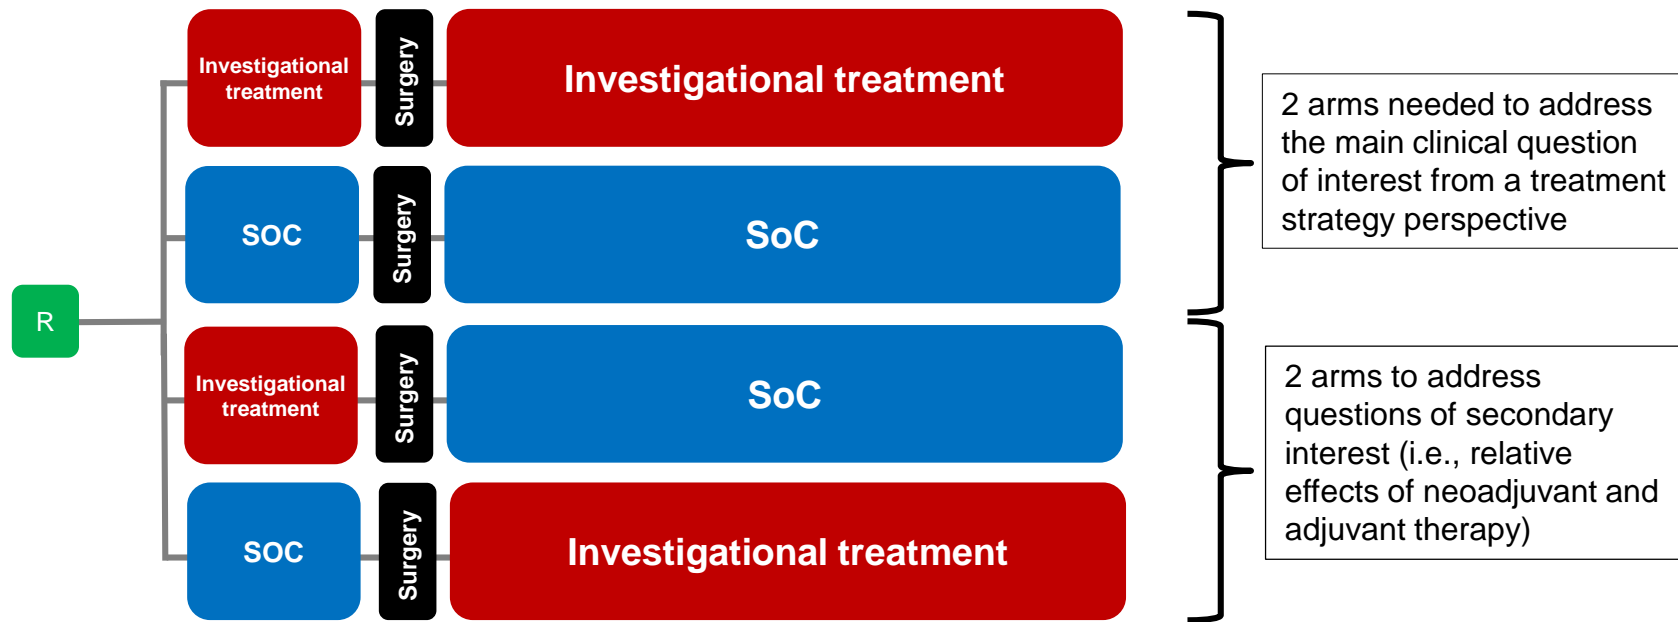 Investigational
treatment
Surgery
Investigational treatment
2 arms needed to address
the main clinical question
of interest from a treatment
strategy perspective
SOC
Surgery
SoC
R
Investigational
treatment
Surgery
SoC
2 arms to address
questions of secondary
interest (i.e., relative
effects of neoadjuvant and
adjuvant therapy)
SOC
Surgery
Investigational treatment